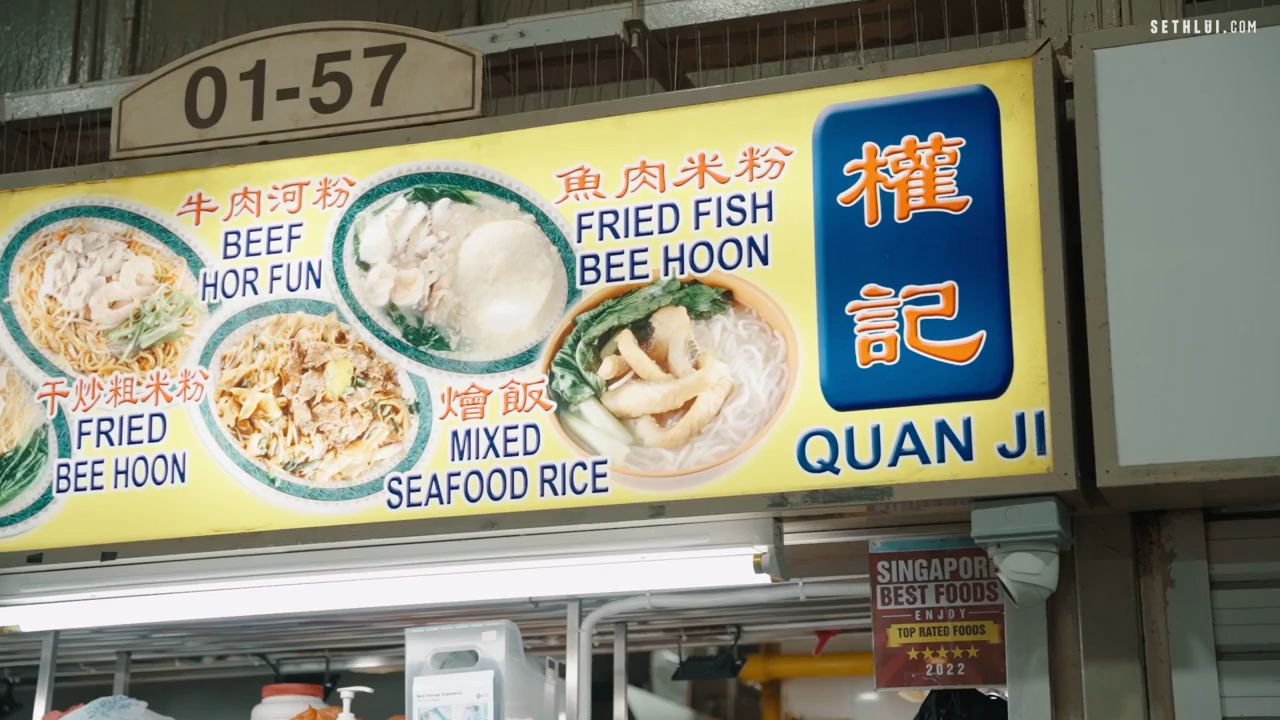 SETHLUI.COM
01-57
牛肉河粉
BEEF
HOR FUN
魚肉米粉
FRIED FISH
BEE HOON
權
記
QUAN JI
干炒粗米粉
FRIED
BEE HOON
燴飯
MIXED
SEAFOOD RICE
SINGAPORE
BEST FOODS
ENJOY
TOP RATED FOODS
2022